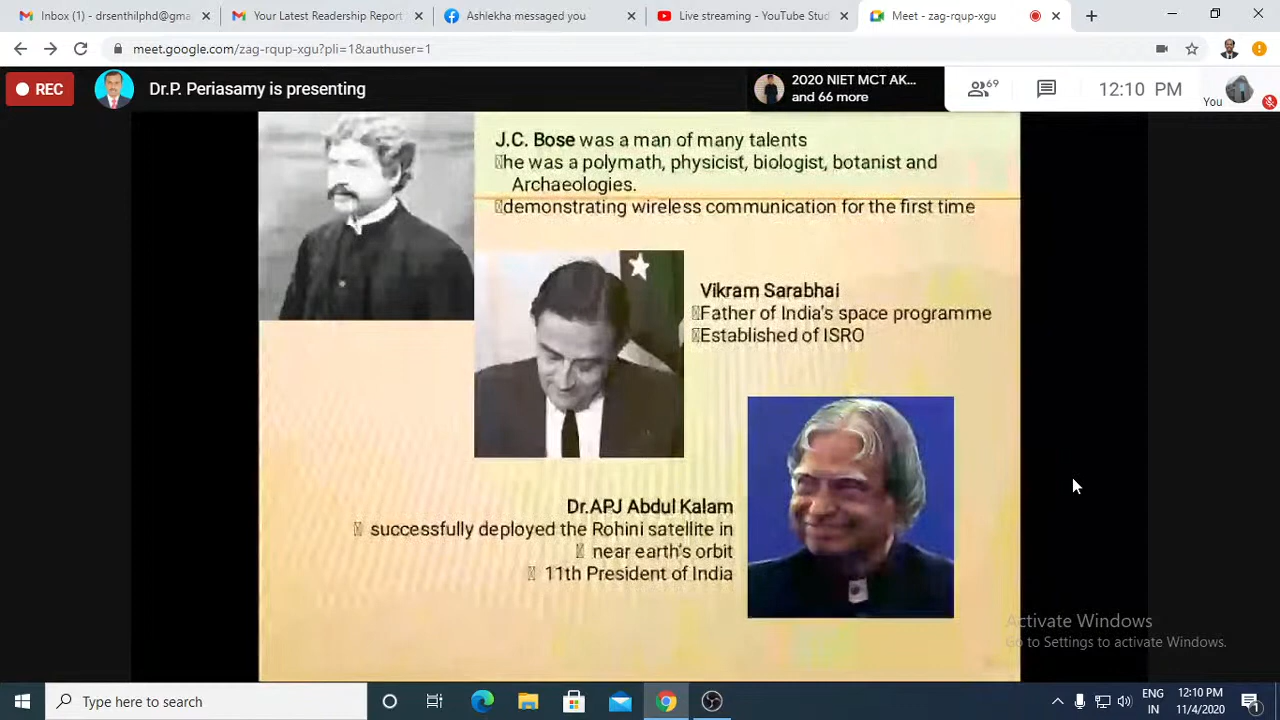 Inbox (1) - drsenthilphd@gma
Your Latest Readership Report
Ashlekha messaged you
Live streaming - YouTube Stud
Meet - zag-rqup-xgu
meet.google.com/zag-rqup-xgu?pli=1&authuser=1
REC
Dr.P. Periasamy is presenting
2020 NIET MCT AK...
and 66 more
69
12:10 PM
You
J.C. Bose was a man of many talents
he was a polymath, physicist, biologist, botanist and
Archaeologies.
demonstrating wireless communication for the first time
Vikram Sarabhai
Father of India's space programme
Established of ISRO
Dr.APJ Abdul Kalam
successfully deployed the Rohini satellite in
near earth's orbit
11th President of India
Activate Windows
Go to Settings to activate Windows.
Type here to search
ENG
IN
12:10 PM
11/4/2020
1